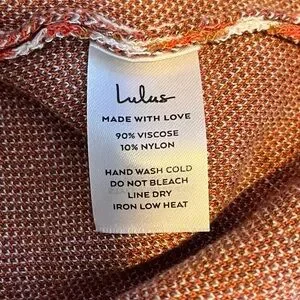 Lulus
MADE WITH LOVE
90% VISCOSE
10% NYLON
HAND WASH COLD
DO NOT BLEACH
LINE DRY
IRON LOW HEAT